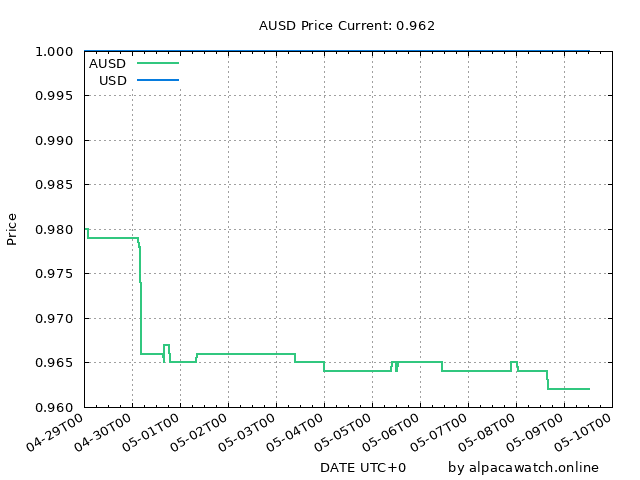 AUSD Price Current: 0.962
1.000
AUSD
USD
0.995
0.990
0.985
0.980
Price
0.975
0.970
0.965
0.960
04-29T00 04-30T00 05-01T00 05-02T00 05-03T00 05-04T00 05-05T00 05-06T00 05-07T00 05-08T00 05-09T00 05-10T00
DATE UTC+0 by alpacawatch.online